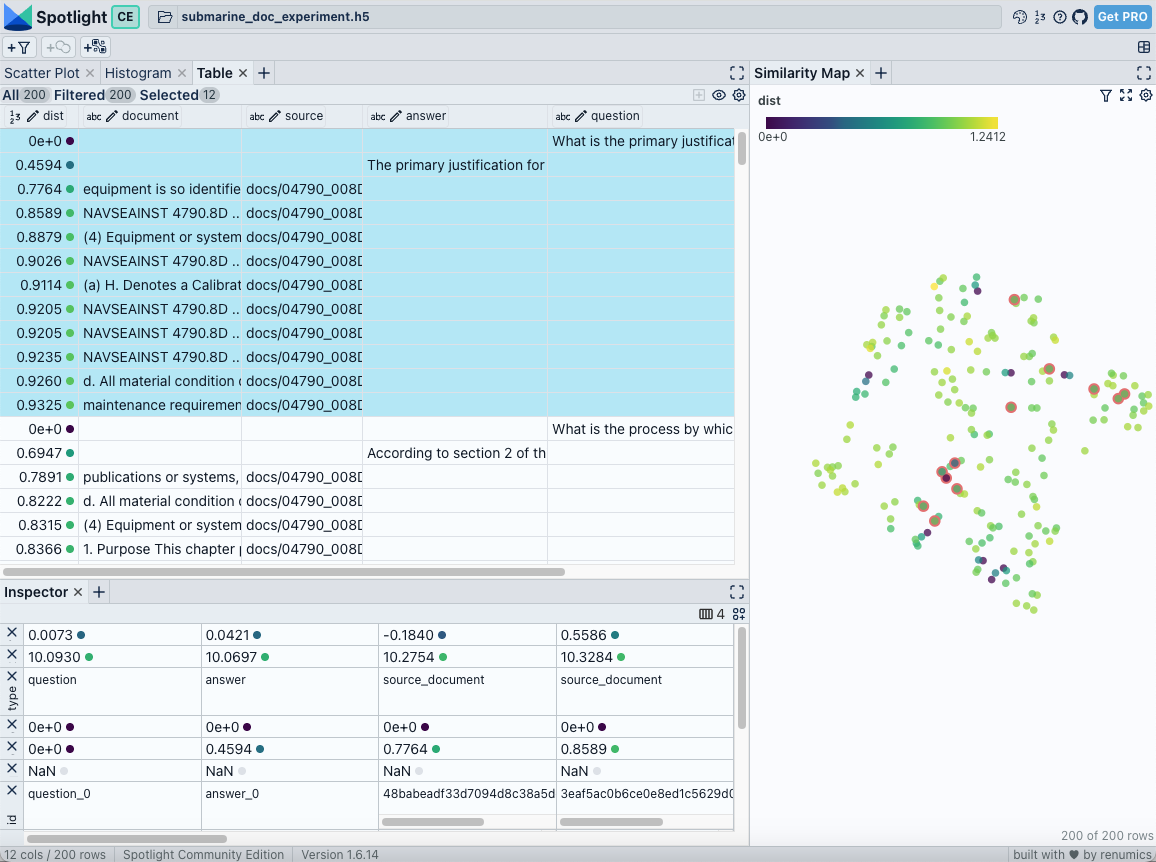 Spotlight CE submarine_doc_experiment.h5 Get PRO
Scatter Plot Histogram Table Similarity Map
All 200 Filtered 200 Selected 12
dist
0e+0 1.2412
dist document source answer question
0e+0 What is the primary justificat
0.4594 The primary justification for
0.7764 equipment is so identifie docs/04790_008D
0.8589 NAVSEAINST 4790.8D .. docs/04790_008D
0.8879 (4) Equipment or system docs/04790_008D
0.9026 NAVSEAINST 4790.8D .. docs/04790_008D
0.9114 (a) H. Denotes a Calibrat docs/04790_008D
0.9205 NAVSEAINST 4790.8D .. docs/04790_008D
0.9205 NAVSEAINST 4790.8D .. docs/04790_008D
0.9235 NAVSEAINST 4790.8D .. docs/04790_008D
0.9260 d. All material condition docs/04790_008D
0.9325 maintenance requiremen docs/04790_008D
0e+0 What is the process by whic
0.6947 According to section 2 of th
0.7891 publications or systems, docs/04790_008D
0.8222 d. All material condition docs/04790_008D
0.8315 (4) Equipment or system docs/04790_008D
0.8366 1. Purpose This chapter docs/04790_008D
Inspector
4
0.0073 0.0421 -0.1840 0.5586
10.0930 10.0697 10.2754 10.3284
type question answer source_document source_document
0e+0 0e+0 0e+0 0e+0
0e+0 0.4594 0.7764 0.8589
NaN NaN NaN NaN
id question_0 answer_0 48babeadf33d7094d8c38a5d 3eaf5ac0b6ce0e8ed1c5629d0
200 of 200 rows
12 cols / 200 rows Spotlight Community Edition Version 1.6.14 built with ♥ by renumics